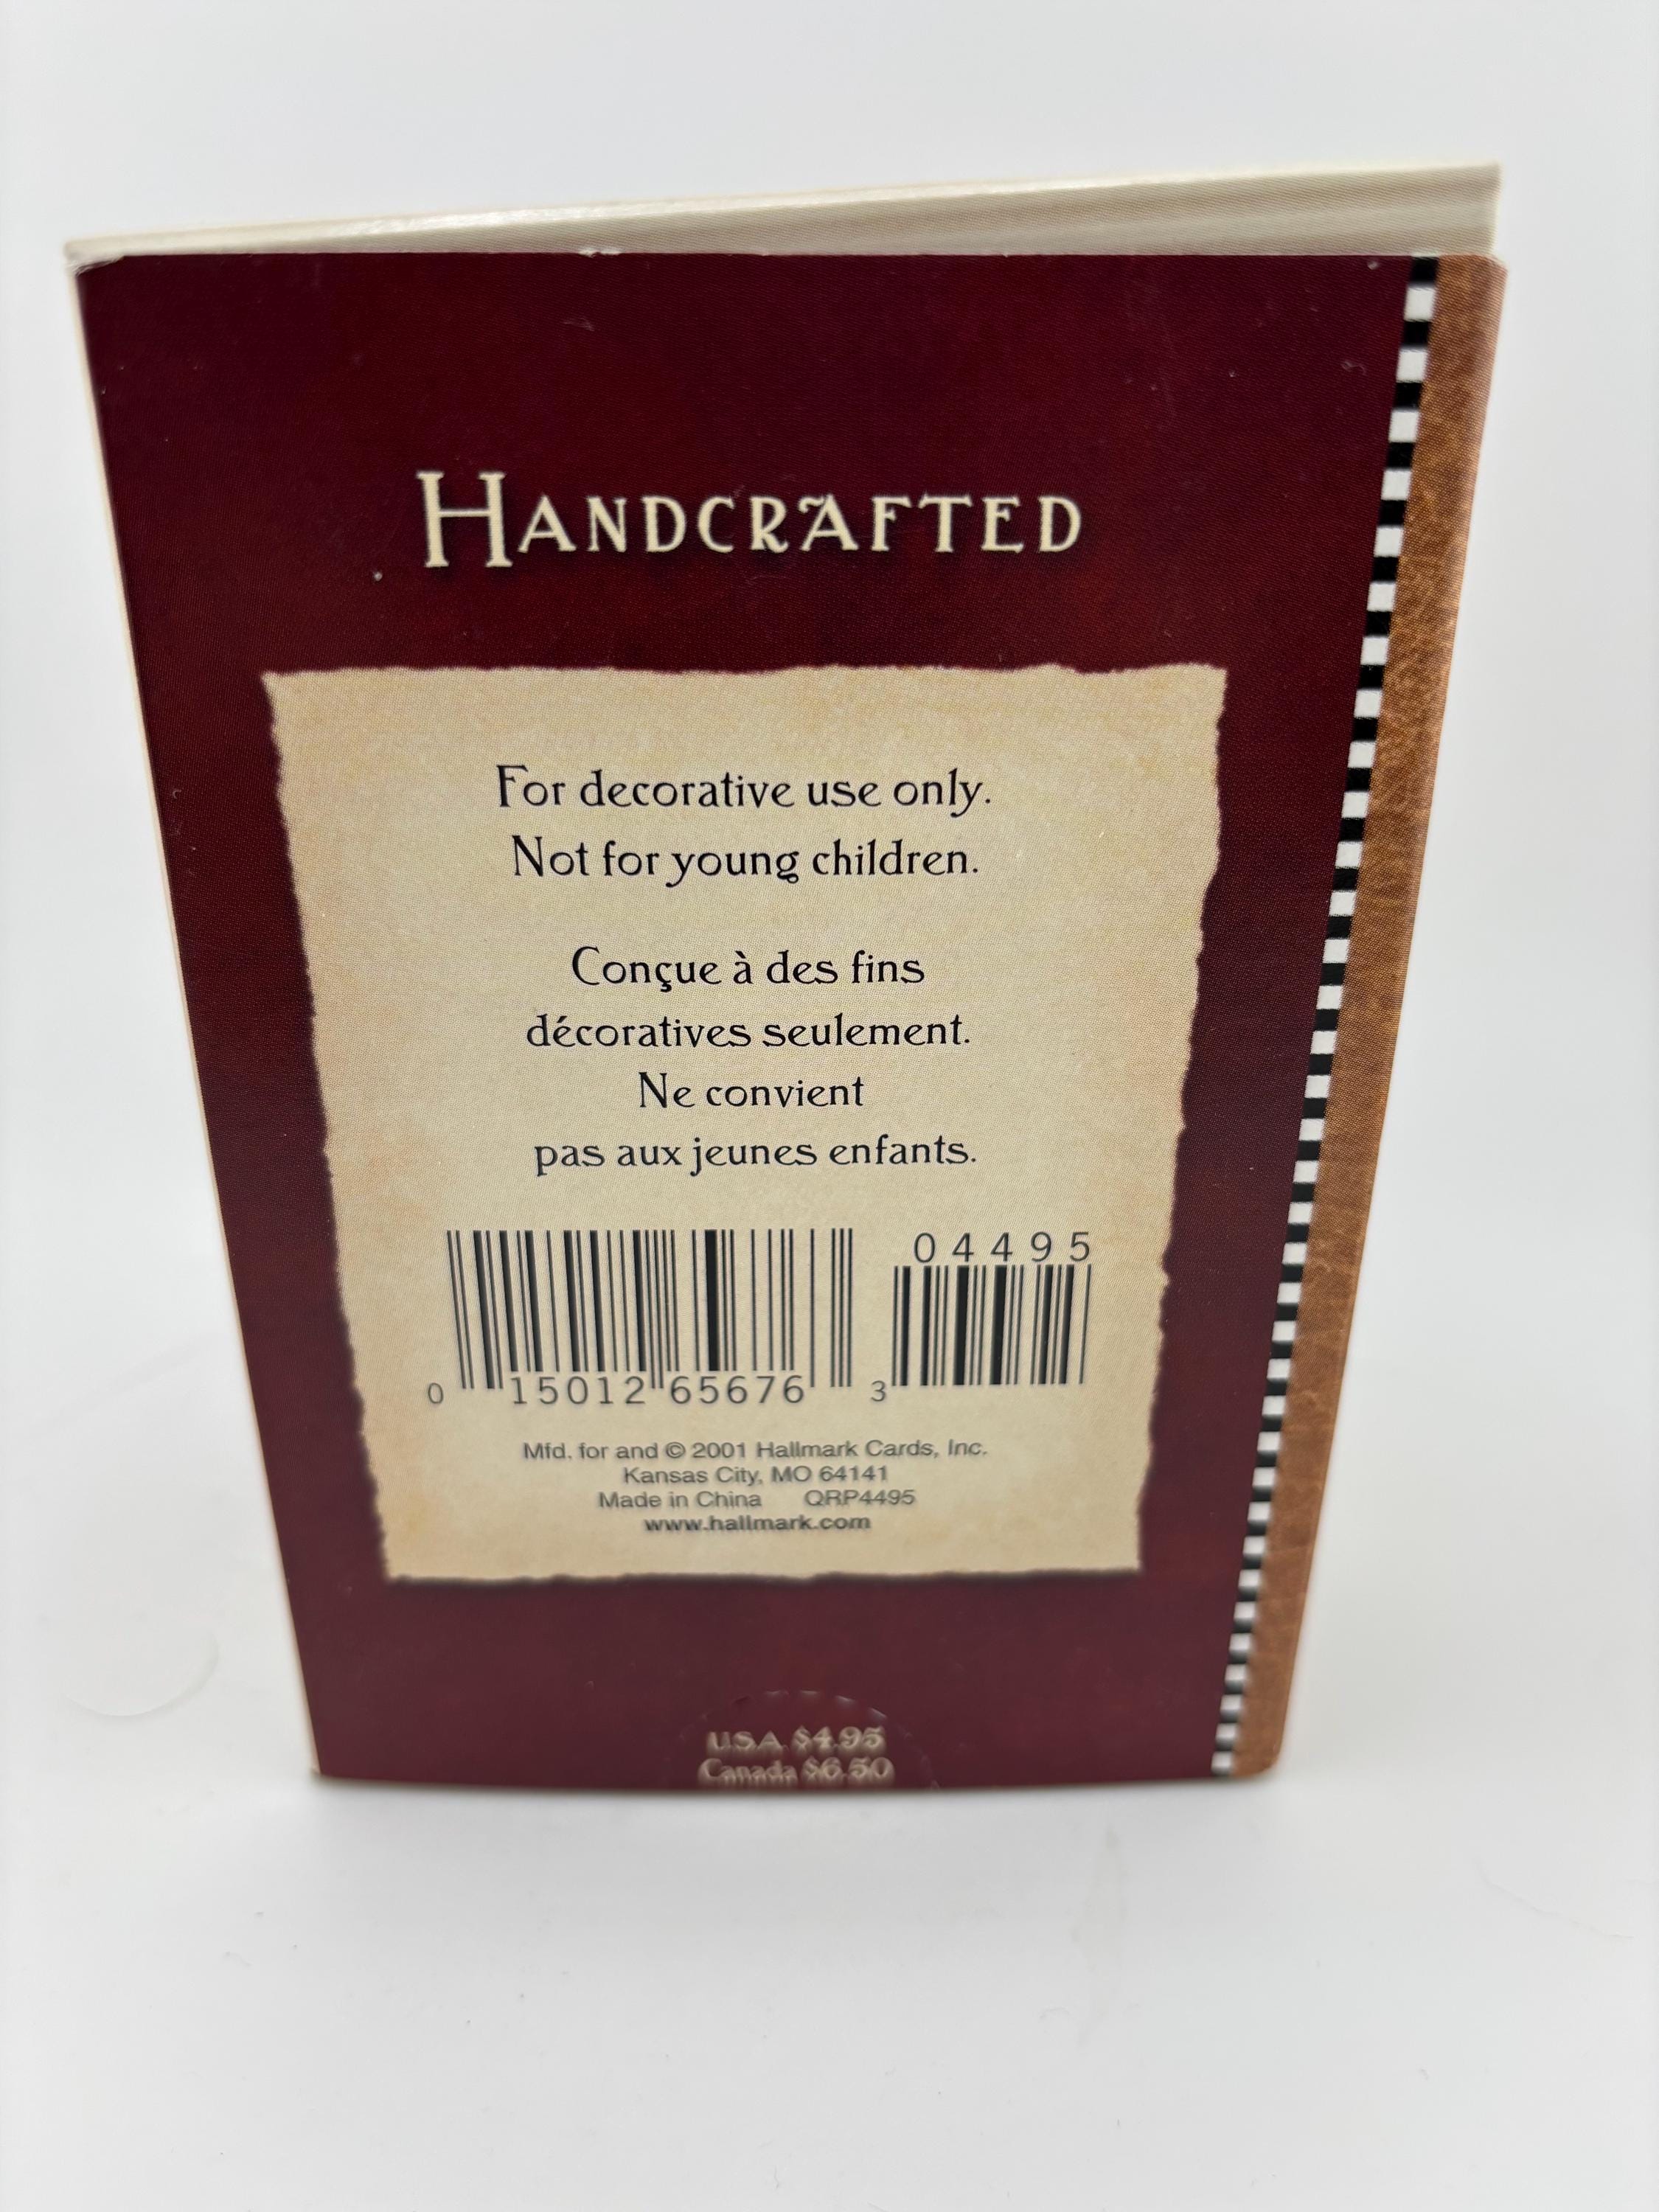 HANDCRAFTED
For decorative use only.
Not for young children.
Conçue à des fins
décoratives seulement.
Ne convient
pas aux jeunes enfants.
04495
0 15012 65676 3
Mfd. for and © 2001 Hallmark Cards, Inc.
Kansas City, MO 64141
Made in China QRP4495
www.hallmark.com
U.S.A. $4.95
Canada $6.50